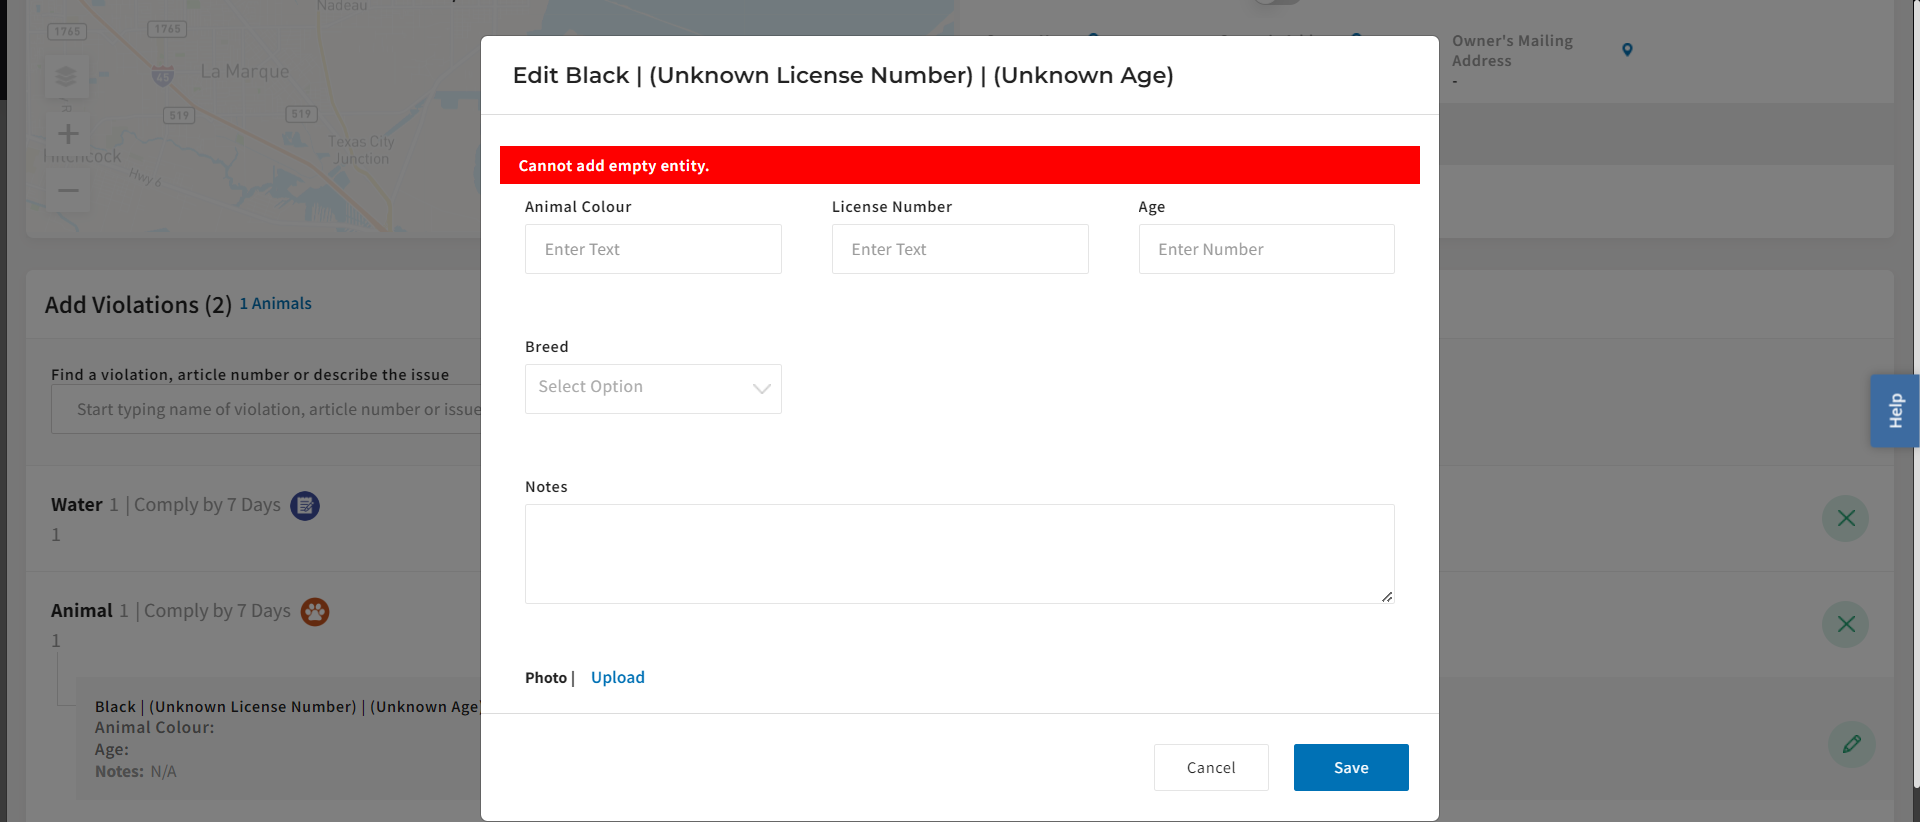 Nadeau
1765
1765
45
La Marque
519
519
Texas City
Junction
Hitchcock
Hwy 6
Owner's Mailing
Address
-
Edit Black | (Unknown License Number) | (Unknown Age)
Cannot add empty entity.
Animal Colour
License Number
Age
Enter Text
Enter Text
Enter Number
Breed
Select Option
Notes
Photo | Upload
Cancel
Save
Add Violations (2) 1 Animals
Find a violation, article number or describe the issue
Start typing name of violation, article number or issue
Water 1 | Comply by 7 Days
1
Animal 1 | Comply by 7 Days
1
Black | (Unknown License Number) | (Unknown Age)
Animal Colour:
Age:
Notes: N/A
Help